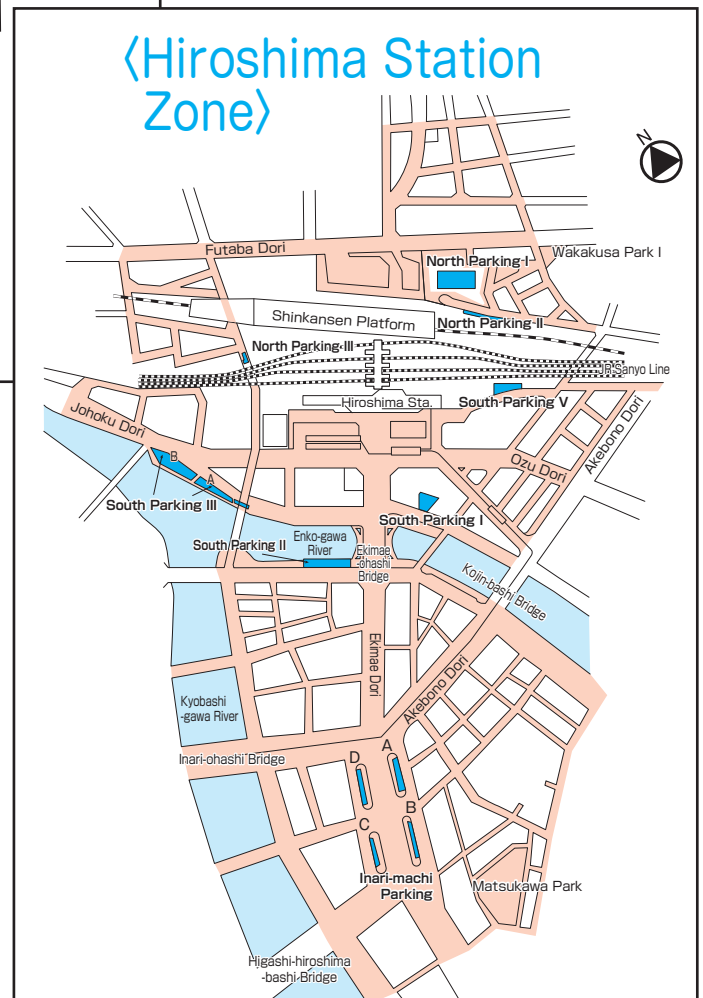 〈Hiroshima Station
Zone〉
N
Futaba Dori
North Parking I
Wakakusa Park I
Shinkansen Platform
North Parking II
North Parking III
JR Sanyo Line
Hiroshima Sta.
South Parking V
Johoku Dori
Akebono Dori
B
A
Ozu Dori
South Parking III
South Parking I
South Parking II
Enko-gawa
River
Ekimae
-ohashi
Bridge
Kojin-bashi Bridge
Ekimae Dori
Akebono Dori
Kyobashi
-gawa River
Inari-ohashi Bridge
D
A
C
B
Inari-machi
Parking
Matsukawa Park
Higashi-hiroshima
-bashi Bridge